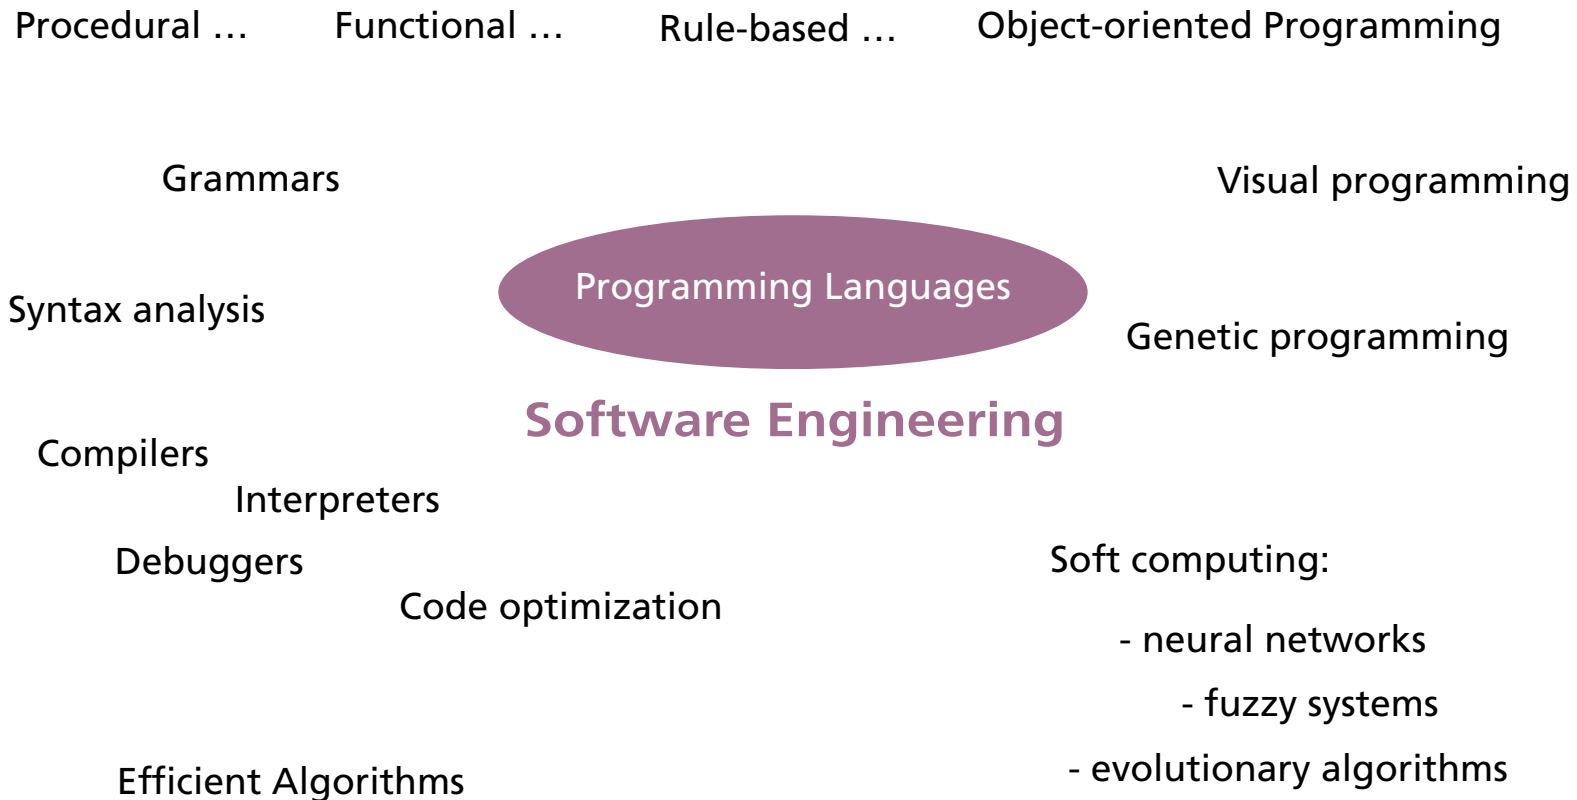 Procedural … Functional … Rule-based … Object-oriented Programming
Grammars
Visual programming
Programming Languages
Syntax analysis
Genetic programming
Software Engineering
Compilers
Interpreters
Debuggers
Soft computing:
Code optimization
- neural networks
- fuzzy systems
- evolutionary algorithms
Efficient Algorithms